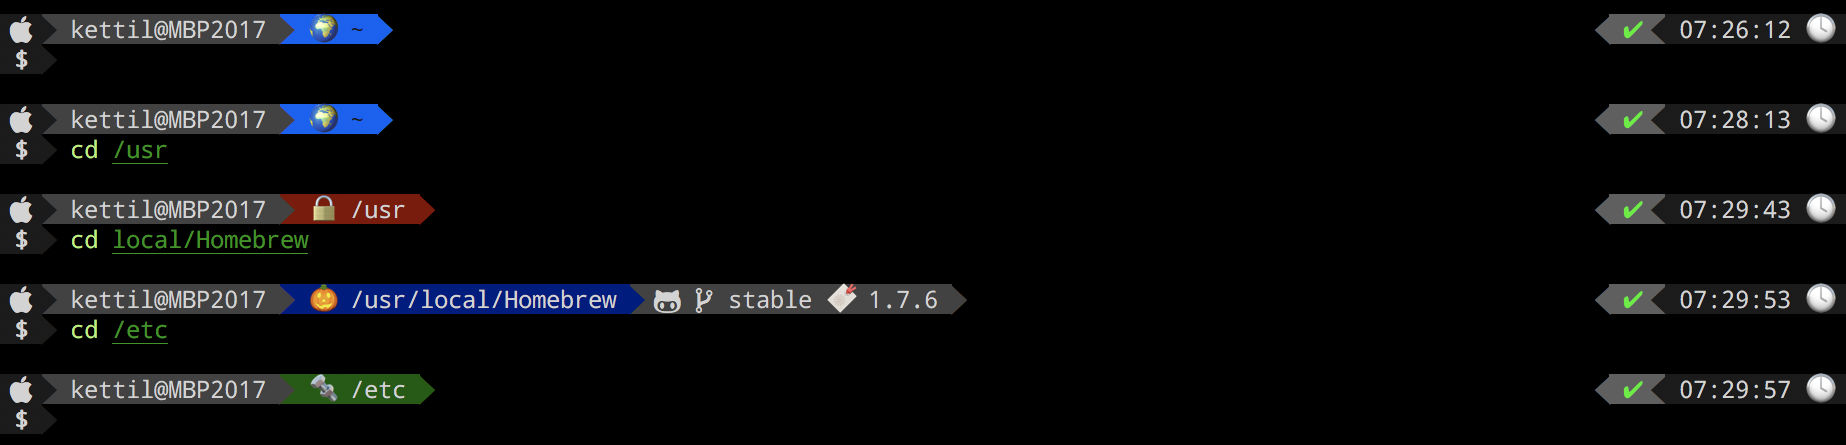 kettil@MBP2017 ~ ✔ 07:26:12
$
kettil@MBP2017 ~ ✔ 07:28:13
$ cd /usr
kettil@MBP2017 /usr ✔ 07:29:43
$ cd local/Homebrew
kettil@MBP2017 /usr/local/Homebrew stable 1.7.6 ✔ 07:29:53
$ cd /etc
kettil@MBP2017 /etc ✔ 07:29:57
$